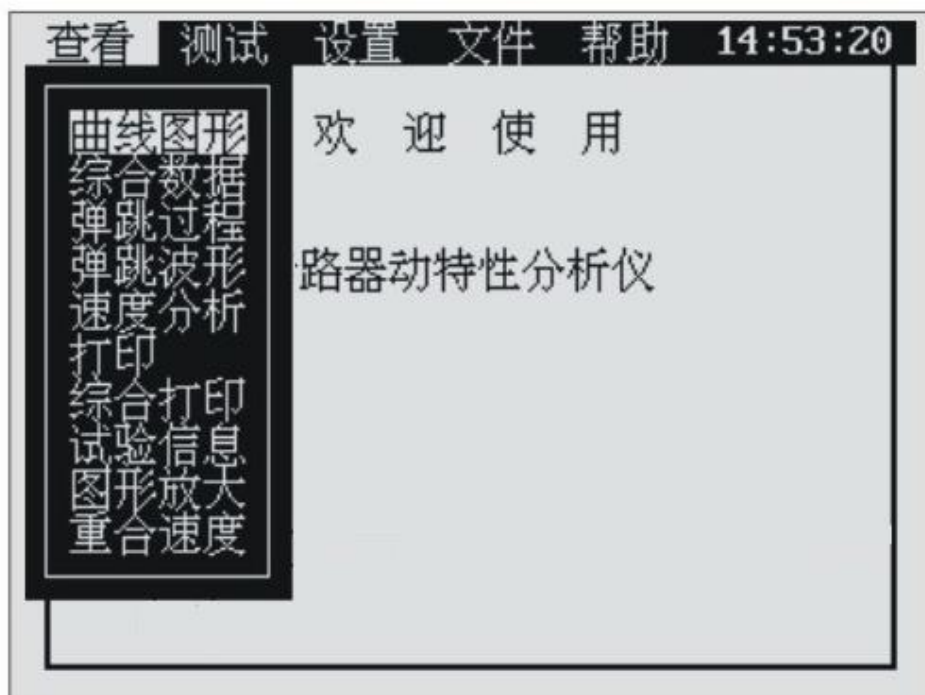 查看 测试 设置 文件 帮助 14:53:20
曲线图形
综合数据
弹跳过程
弹跳波形
速度分析
打印
综合打印
试验信息
图形放大
重合速度
欢 迎 使 用
路器动特性分析仪